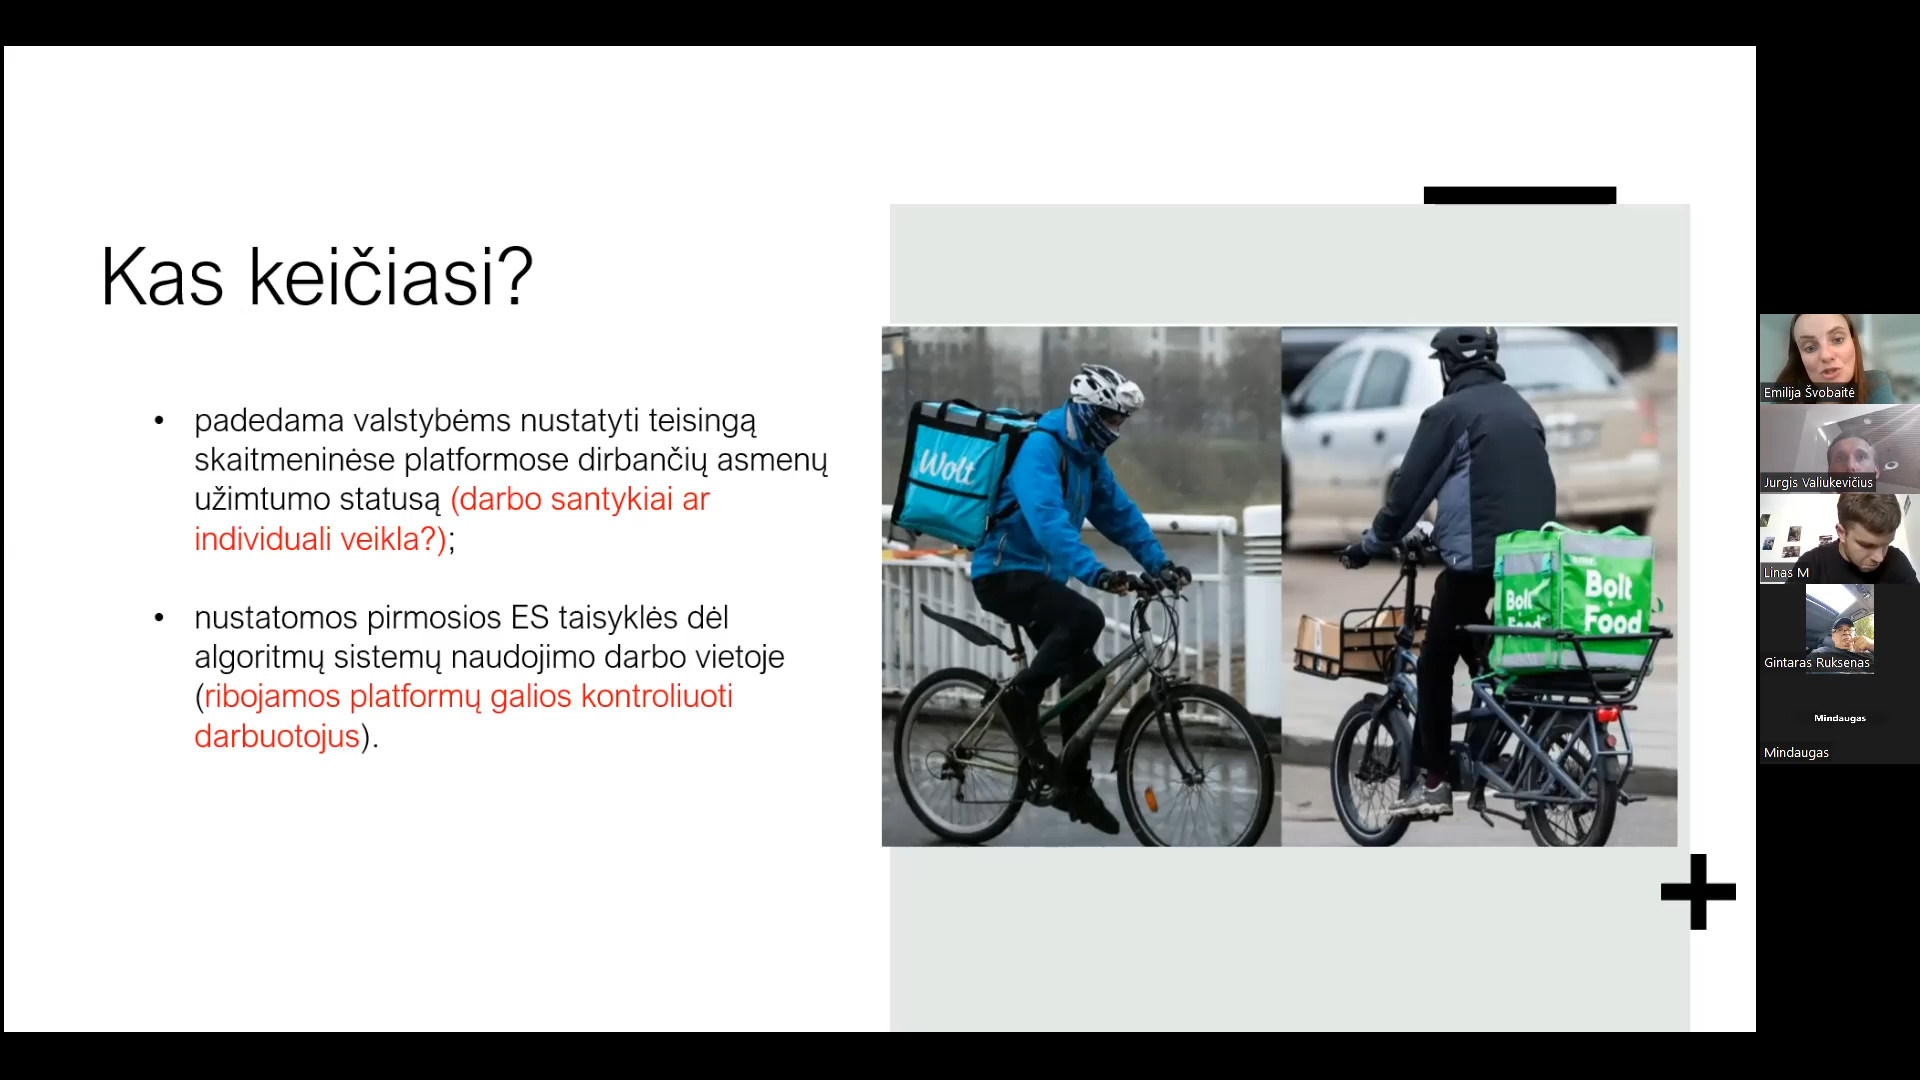 Kas keičiasi?
• padedama valstybėms nustatyti teisingą
skaitmeninėse platformose dirbančių asmenų
užimtumo statusą (darbo santykiai ar
individuali veikla?);
• nustatomos pirmosios ES taisyklės dėl
algoritmų sistemų naudojimo darbo vietoje
(ribojamos platformų galios kontroliuoti
darbuotojus).
Wolt
Bolt
Food
Bolt
Food
Emilija Švobaitė
Jurgis Valiukevičius
Linas M
Gintaras Ruksenas
Mindaugas
Mindaugas